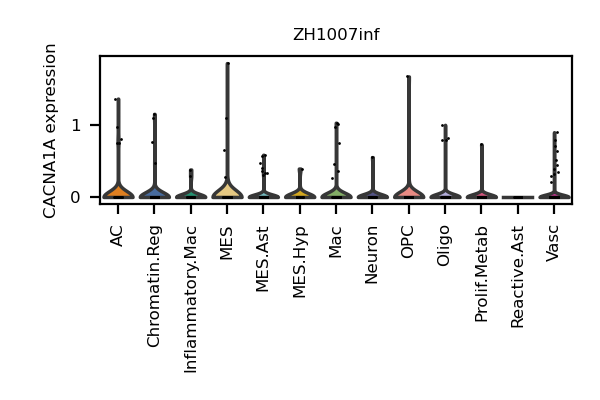 ZH1007inf
CACNA1A expression
1
0
AC
Chromatin.Reg
Inflammatory.Mac
MES
MES.Ast
MES.Hyp
Mac
Neuron
OPC
Oligo
Prolif.Metab
Reactive.Ast
Vasc